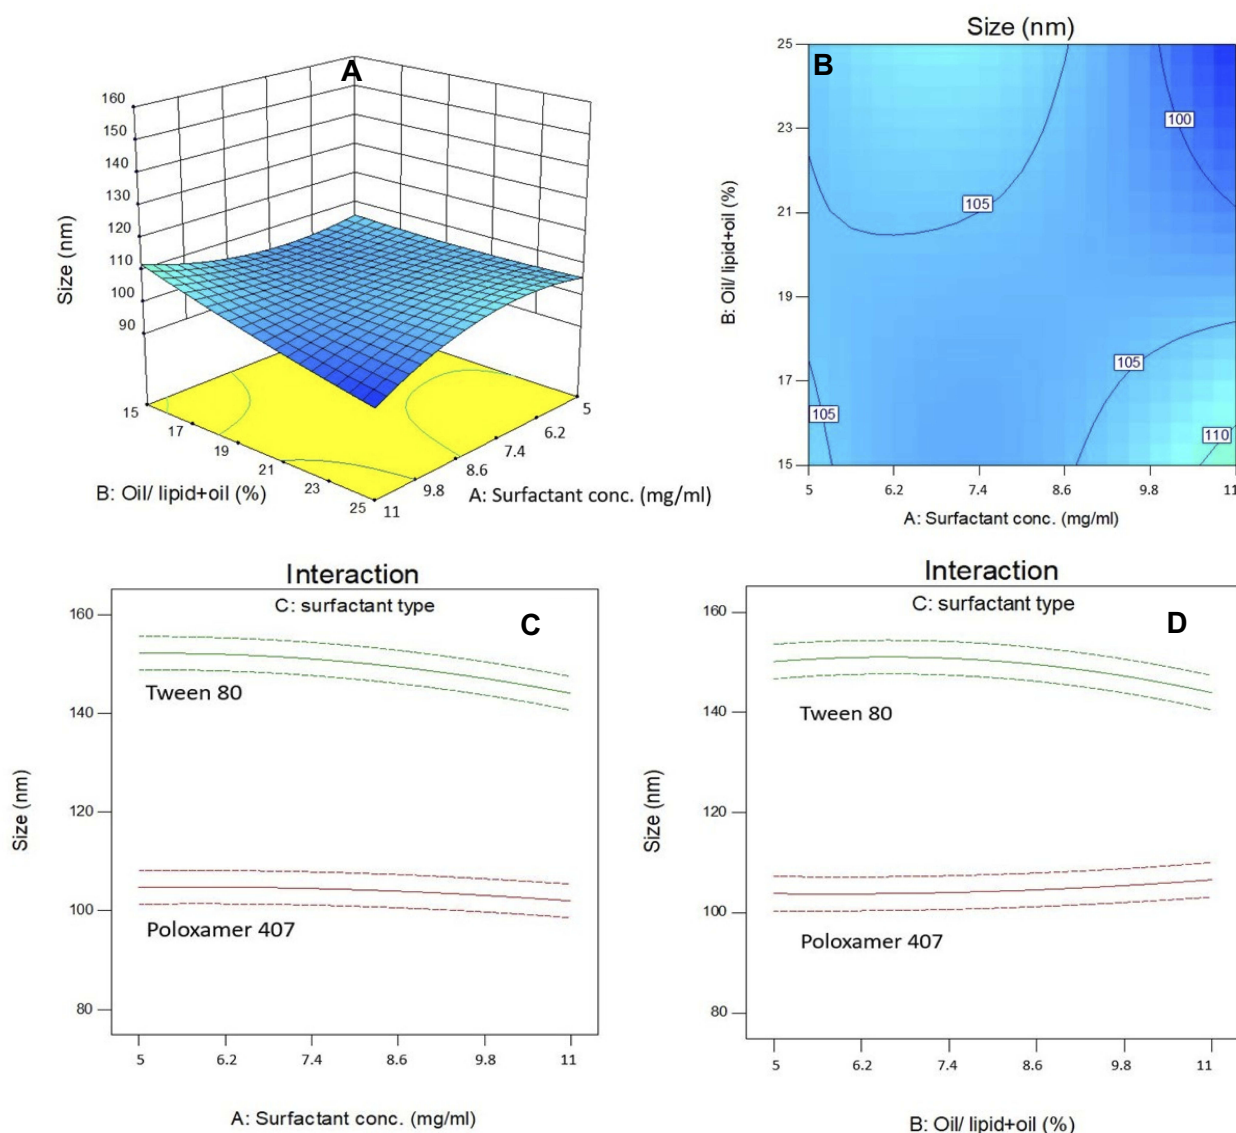 A
160
150
140
130
120
110
100
90
Size (nm)
15
17
19
21
23
25
B: Oil/ lipid+oil (%)
5
6.2
7.4
8.6
9.8
11
A: Surfactant conc. (mg/ml)
Size (nm)
B
25
23
21
19
17
15
B: Oil/ lipid+oil (%)
100
105
105
105
110
5
6.2
7.4
8.6
9.8
11
A: Surfactant conc. (mg/ml)
Interaction
C: surfactant type
C
160
140
120
100
80
Size (nm)
Tween 80
Poloxamer 407
5
6.2
7.4
8.6
9.8
11
A: Surfactant conc. (mg/ml)
Interaction
C: surfactant type
D
160
140
120
100
80
Size (nm)
Tween 80
Poloxamer 407
5
6.2
7.4
8.6
9.8
11
B: Oil/ lipid+oil (%)